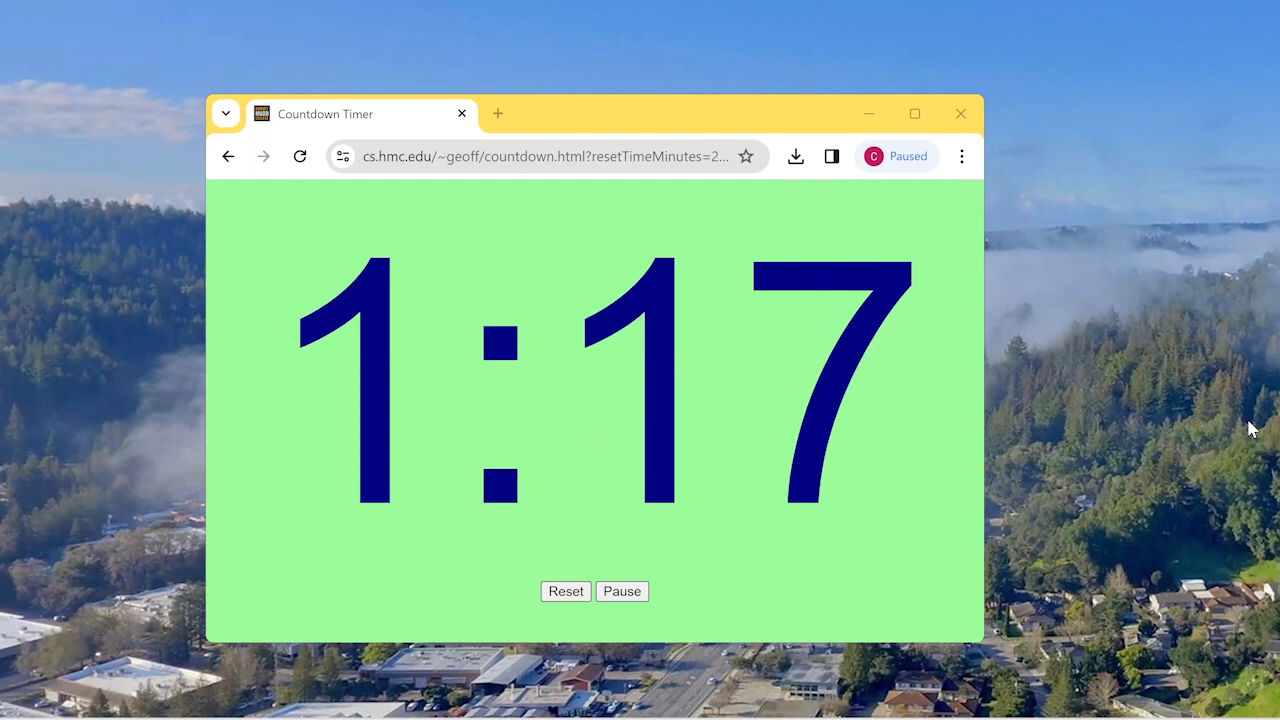 Countdown Timer
cs.hmc.edu/~geoff/countdown.html?resetTimeMinutes=2...
C Paused
1:17
Reset Pause